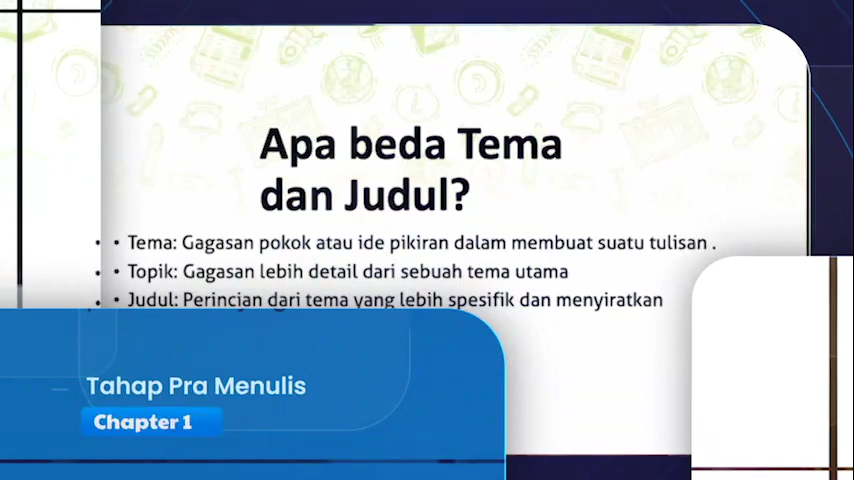 Apa beda Tema
dan Judul?
• • Tema: Gagasan pokok atau ide pikiran dalam membuat suatu tulisan .
• • Topik: Gagasan lebih detail dari sebuah tema utama
• • Judul: Perincian dari tema yang lebih spesifik dan menyiratkan
Tahap Pra Menulis
Chapter 1